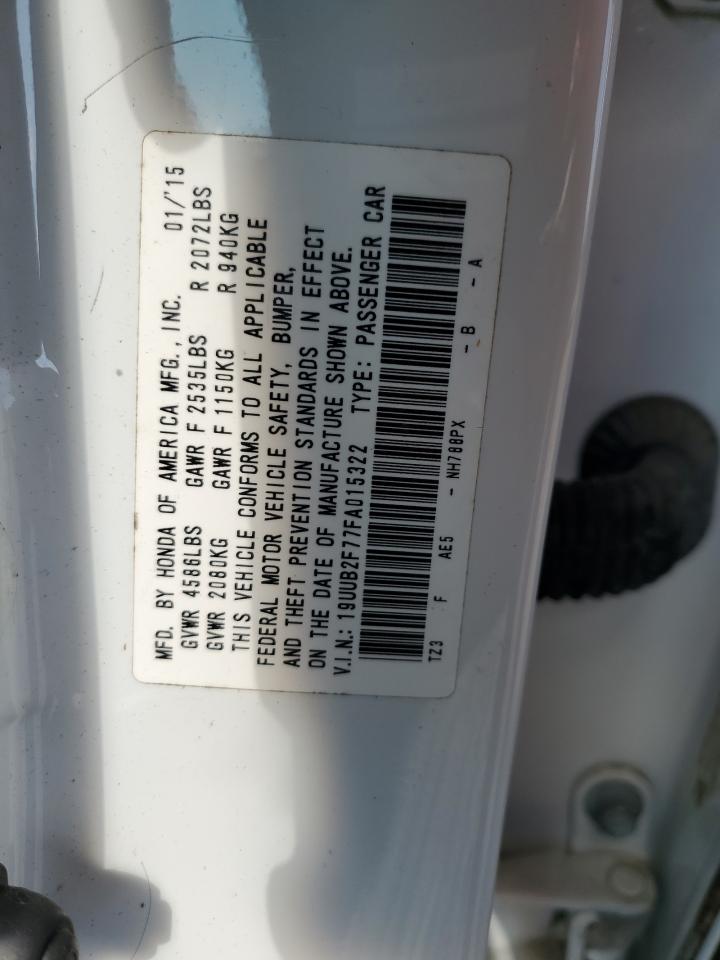 MFD. BY HONDA OF AMERICA MFG., INC. 01/'15
GVWR 4586LBS GAWR F 2535LBS R 2072LBS
GVWR 2080KG GAWR F 1150KG R 940KG
THIS VEHICLE CONFORMS TO ALL APPLICABLE
FEDERAL MOTOR VEHICLE SAFETY, BUMPER,
AND THEFT PREVENTION STANDARDS IN EFFECT
ON THE DATE OF MANUFACTURE SHOWN ABOVE.
V.I.N.: 19UUB2F77FA015322 TYPE: PASSENGER CAR
TZ3 F AE5 - NH788PX - B - A